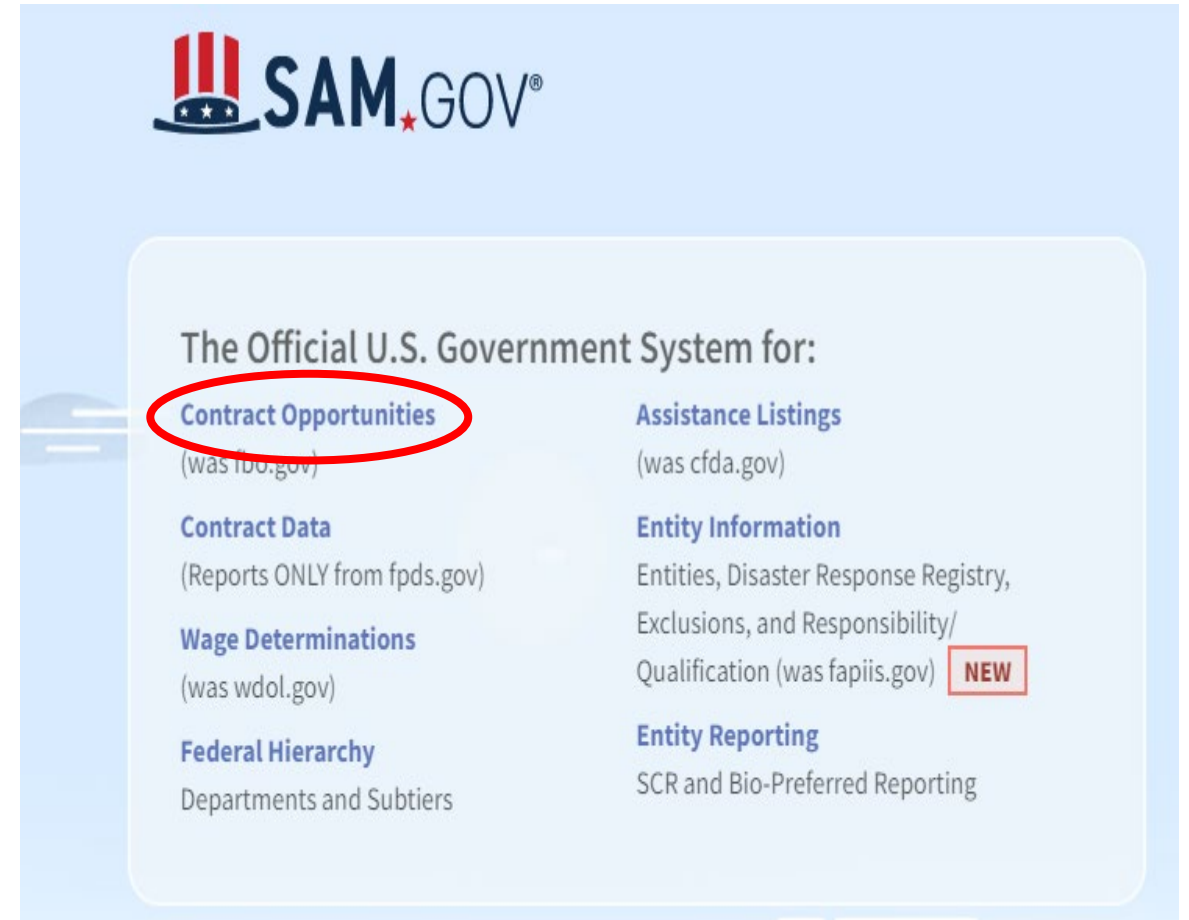 SAM.GOV®
The Official U.S. Government System for:
Contract Opportunities
(was fbo.gov)
Contract Data
(Reports ONLY from fpds.gov)
Wage Determinations
(was wdol.gov)
Federal Hierarchy
Departments and Subtiers
Assistance Listings
(was cfda.gov)
Entity Information
Entities, Disaster Response Registry,
Exclusions, and Responsibility/
Qualification (was fapiis.gov) NEW
Entity Reporting
SCR and Bio-Preferred Reporting